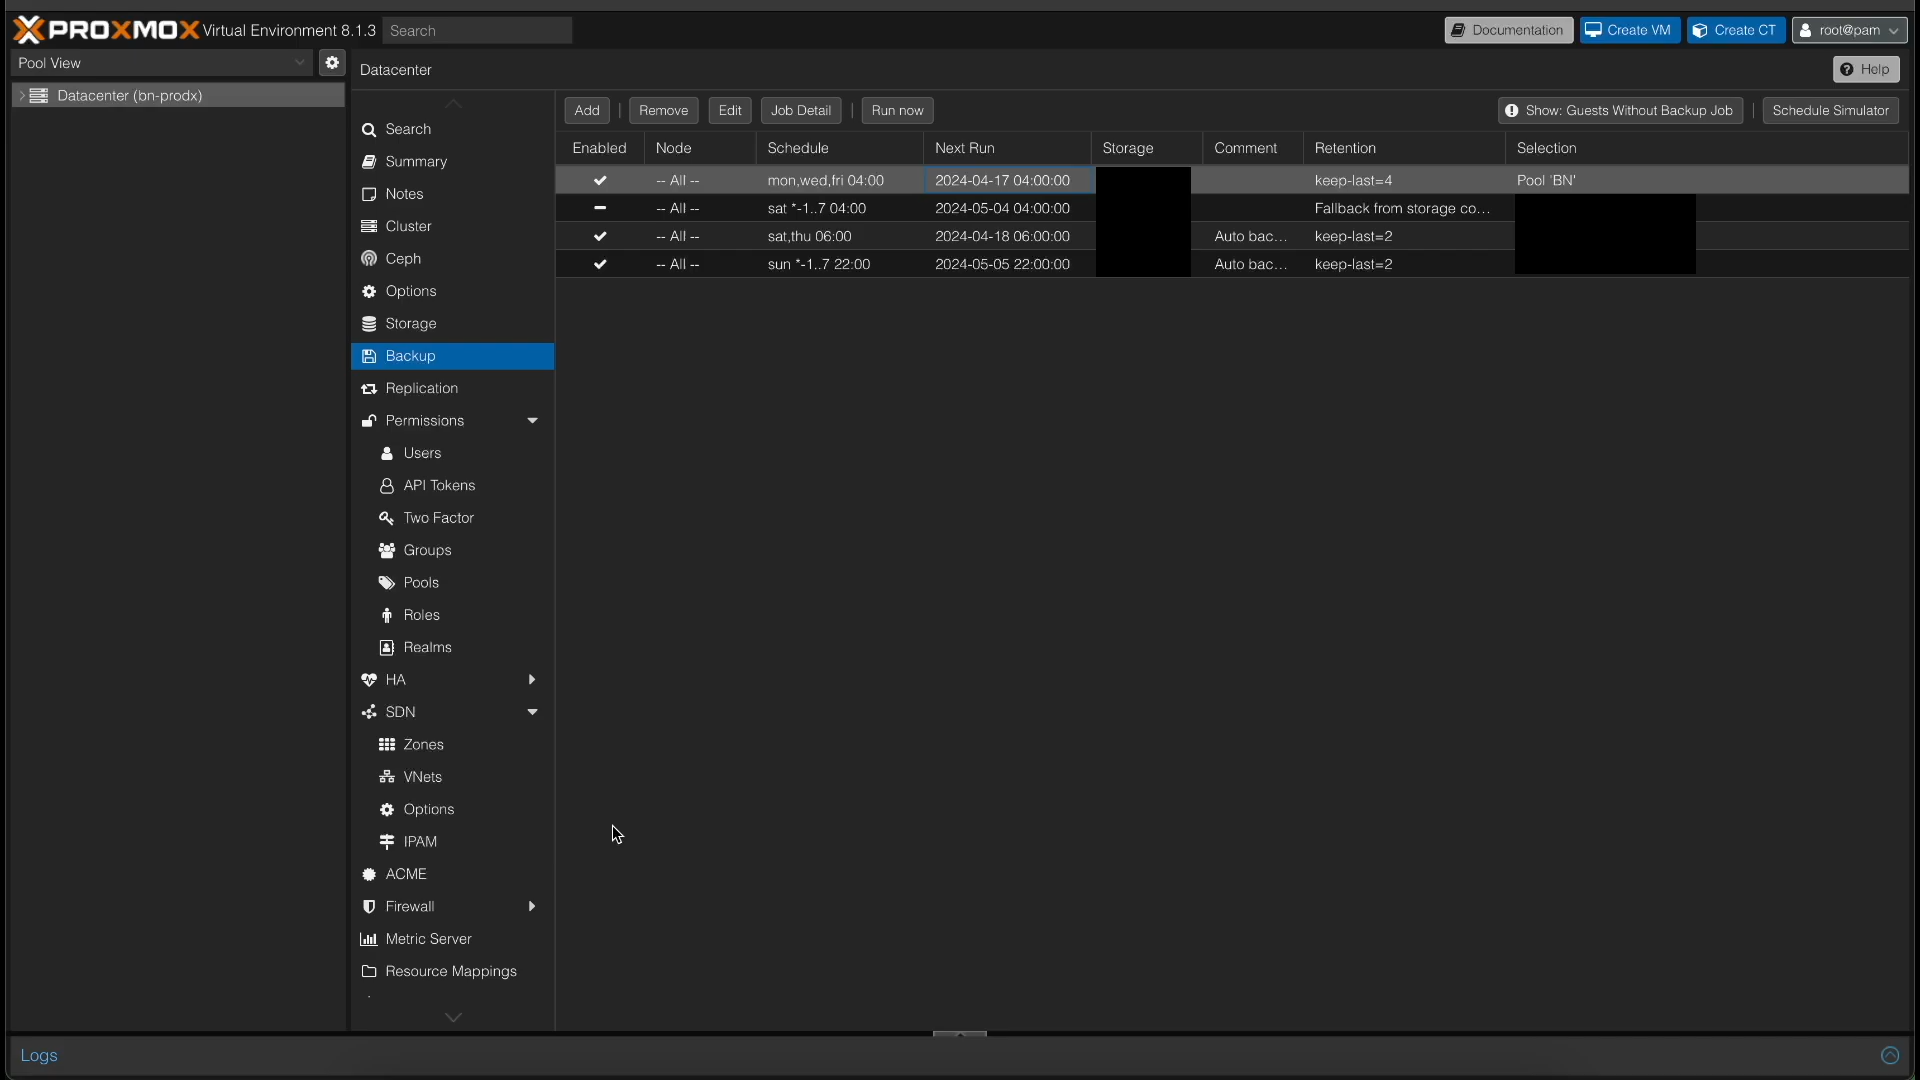 PROXMOX Virtual Environment 8.1.3 Search Documentation Create VM Create CT root@pam
Pool View Datacenter Help
Datacenter (bn-prodx)
Add Remove Edit Job Detail Run now Show: Guests Without Backup Job Schedule Simulator
Enabled Node Schedule Next Run Storage Comment Retention Selection
-- All -- mon,wed,fri 04:00 2024-04-17 04:00:00 keep-last=4 Pool 'BN'
-- All -- sat *-1..7 04:00 2024-05-04 04:00:00 Fallback from storage co...
-- All -- sat,thu 06:00 2024-04-18 06:00:00 Auto bac... keep-last=2
-- All -- sun *-1..7 22:00 2024-05-05 22:00:00 Auto bac... keep-last=2
Search
Summary
Notes
Cluster
Ceph
Options
Storage
Backup
Replication
Permissions
Users
API Tokens
Two Factor
Groups
Pools
Roles
Realms
HA
SDN
Zones
VNets
Options
IPAM
ACME
Firewall
Metric Server
Resource Mappings
Logs